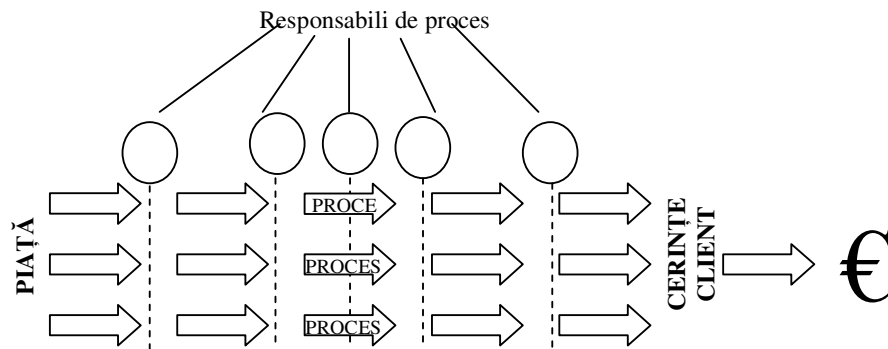 Responsabili de proces
PROCE
PROCES
PROCES
PIAȚĂ
CERINȚE
CLIENT
€